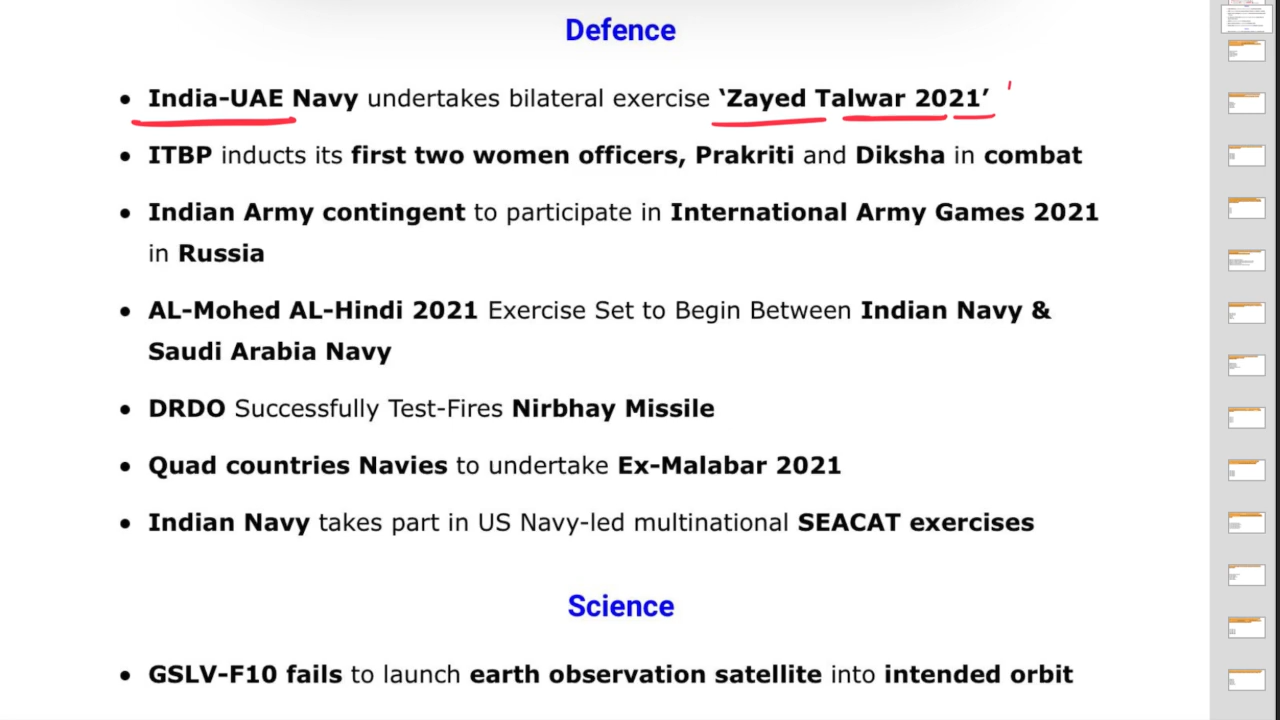 Defence
• India-UAE Navy undertakes bilateral exercise ‘Zayed Talwar 2021’
• ITBP inducts its first two women officers, Prakriti and Diksha in combat
• Indian Army contingent to participate in International Army Games 2021
in Russia
• AL-Mohed AL-Hindi 2021 Exercise Set to Begin Between Indian Navy &
Saudi Arabia Navy
• DRDO Successfully Test-Fires Nirbhay Missile
• Quad countries Navies to undertake Ex-Malabar 2021
• Indian Navy takes part in US Navy-led multinational SEACAT exercises
Science
• GSLV-F10 fails to launch earth observation satellite into intended orbit